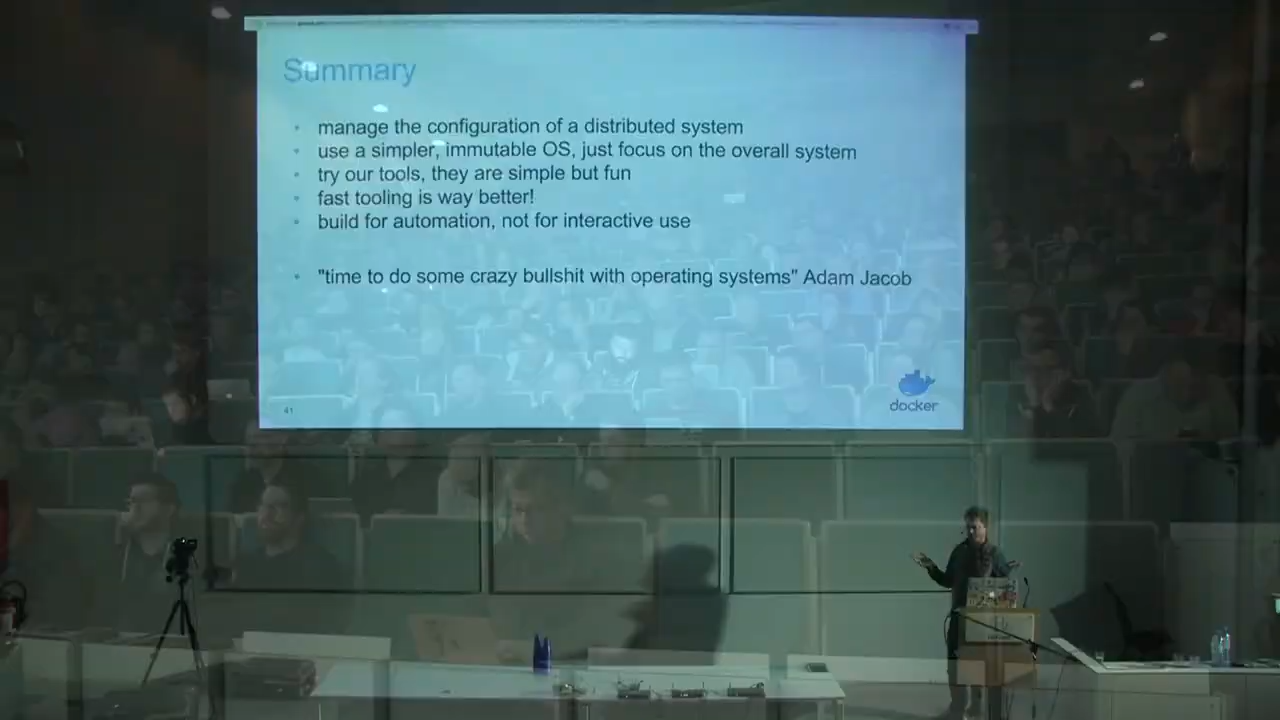 Summary
manage the configuration of a distributed system
use a simpler, immutable OS, just focus on the overall system
try our tools, they are simple but fun
fast tooling is way better!
build for automation, not for interactive use
"time to do some crazy bullshit with operating systems" Adam Jacob
docker
41